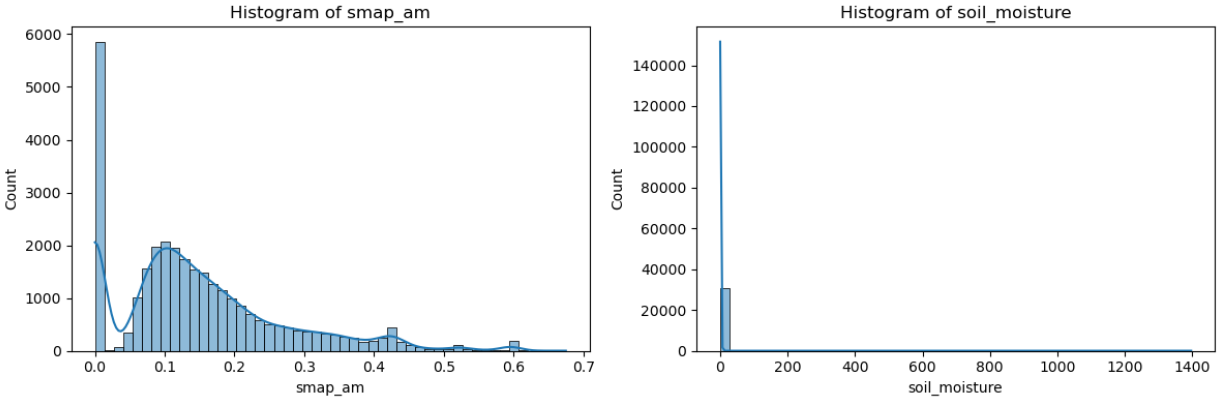 Histogram of smap_am
6000
5000
4000
3000
2000
1000
0
Count
0.0 0.1 0.2 0.3 0.4 0.5 0.6 0.7
smap_am
Histogram of soil_moisture
140000
120000
100000
80000
60000
40000
20000
0
Count
0 200 400 600 800 1000 1200 1400
soil_moisture